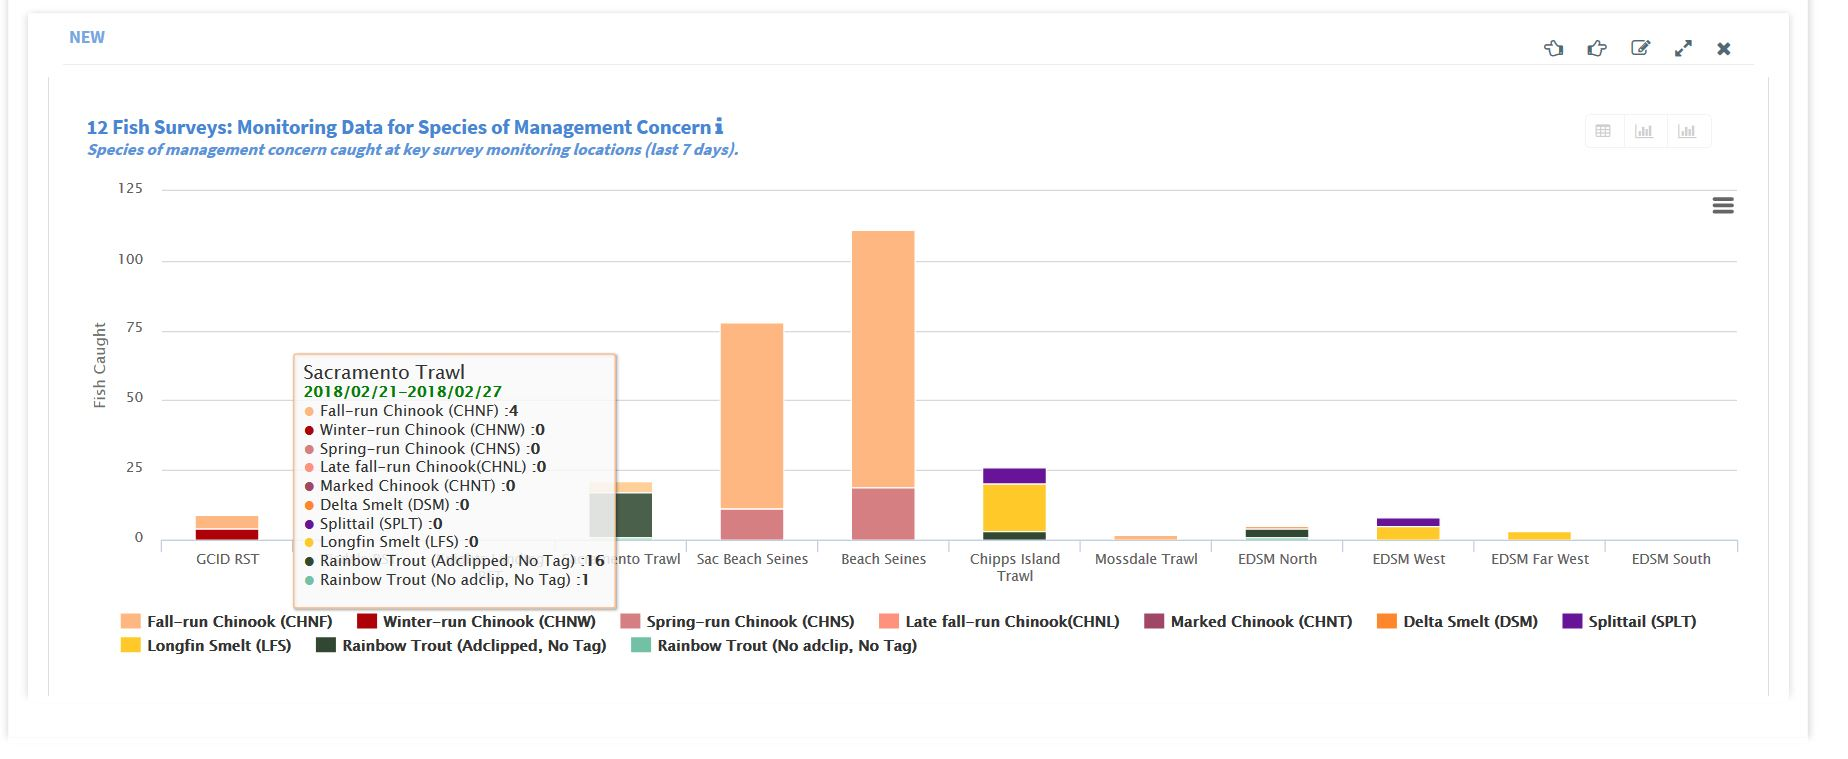 NEW
12 Fish Surveys: Monitoring Data for Species of Management Concern
Species of management concern caught at key survey monitoring locations (last 7 days).
125
100
75
50
25
0
Fish Caught
Sacramento Trawl
2018/02/21-2018/02/27
Fall-run Chinook (CHNF) :4
Winter-run Chinook (CHNW) :0
Spring-run Chinook (CHNS) :0
Late fall-run Chinook(CHNL) :0
Marked Chinook (CHNT) :0
Delta Smelt (DSM) :0
Splittail (SPLT) :0
Longfin Smelt (LFS) :0
Rainbow Trout (Adclipped, No Tag) :16
Rainbow Trout (No adclip, No Tag) :1
GCID RST
Trawl
Sac Beach Seines
Beach Seines
Chipps Island
Trawl
Mossdale Trawl
EDSM North
EDSM West
EDSM Far West
EDSM South
Fall-run Chinook (CHNF) Winter-run Chinook (CHNW) Spring-run Chinook (CHNS) Late fall-run Chinook(CHNL) Marked Chinook (CHNT) Delta Smelt (DSM) Splittail (SPLT)
Longfin Smelt (LFS) Rainbow Trout (Adclipped, No Tag) Rainbow Trout (No adclip, No Tag)